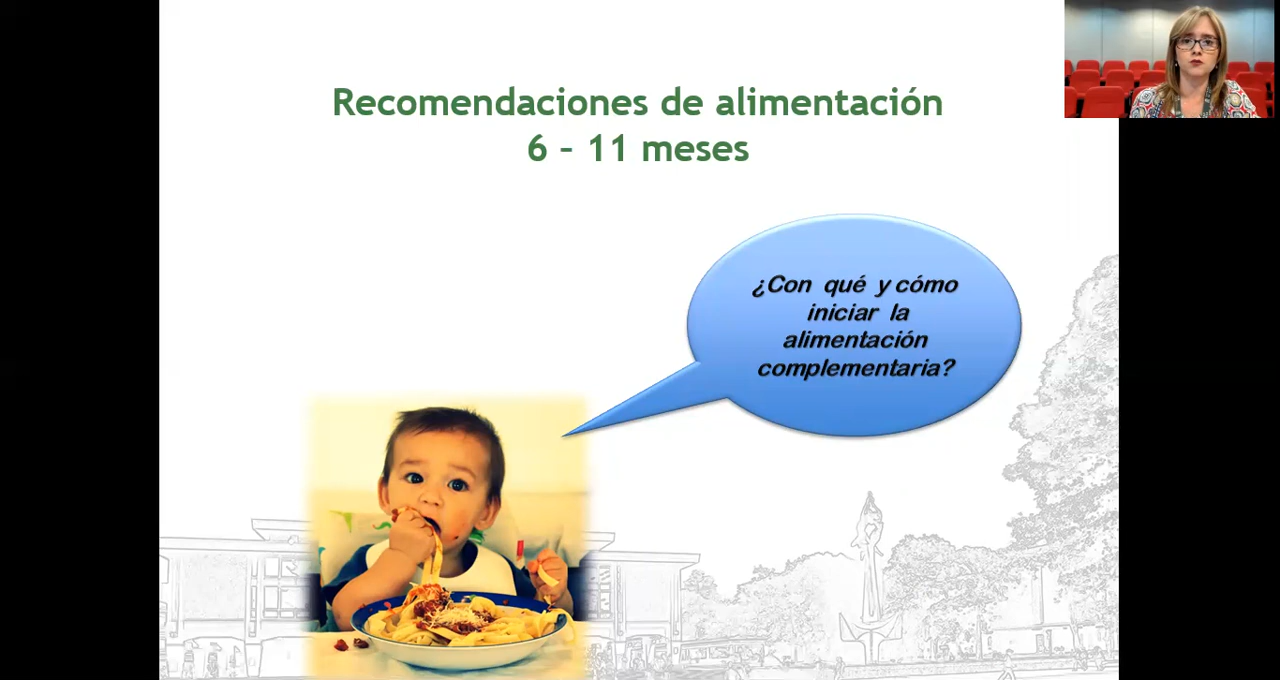 Recomendaciones de alimentación
6 – 11 meses
¿Con qué y cómo
iniciar la
alimentación
complementaria?